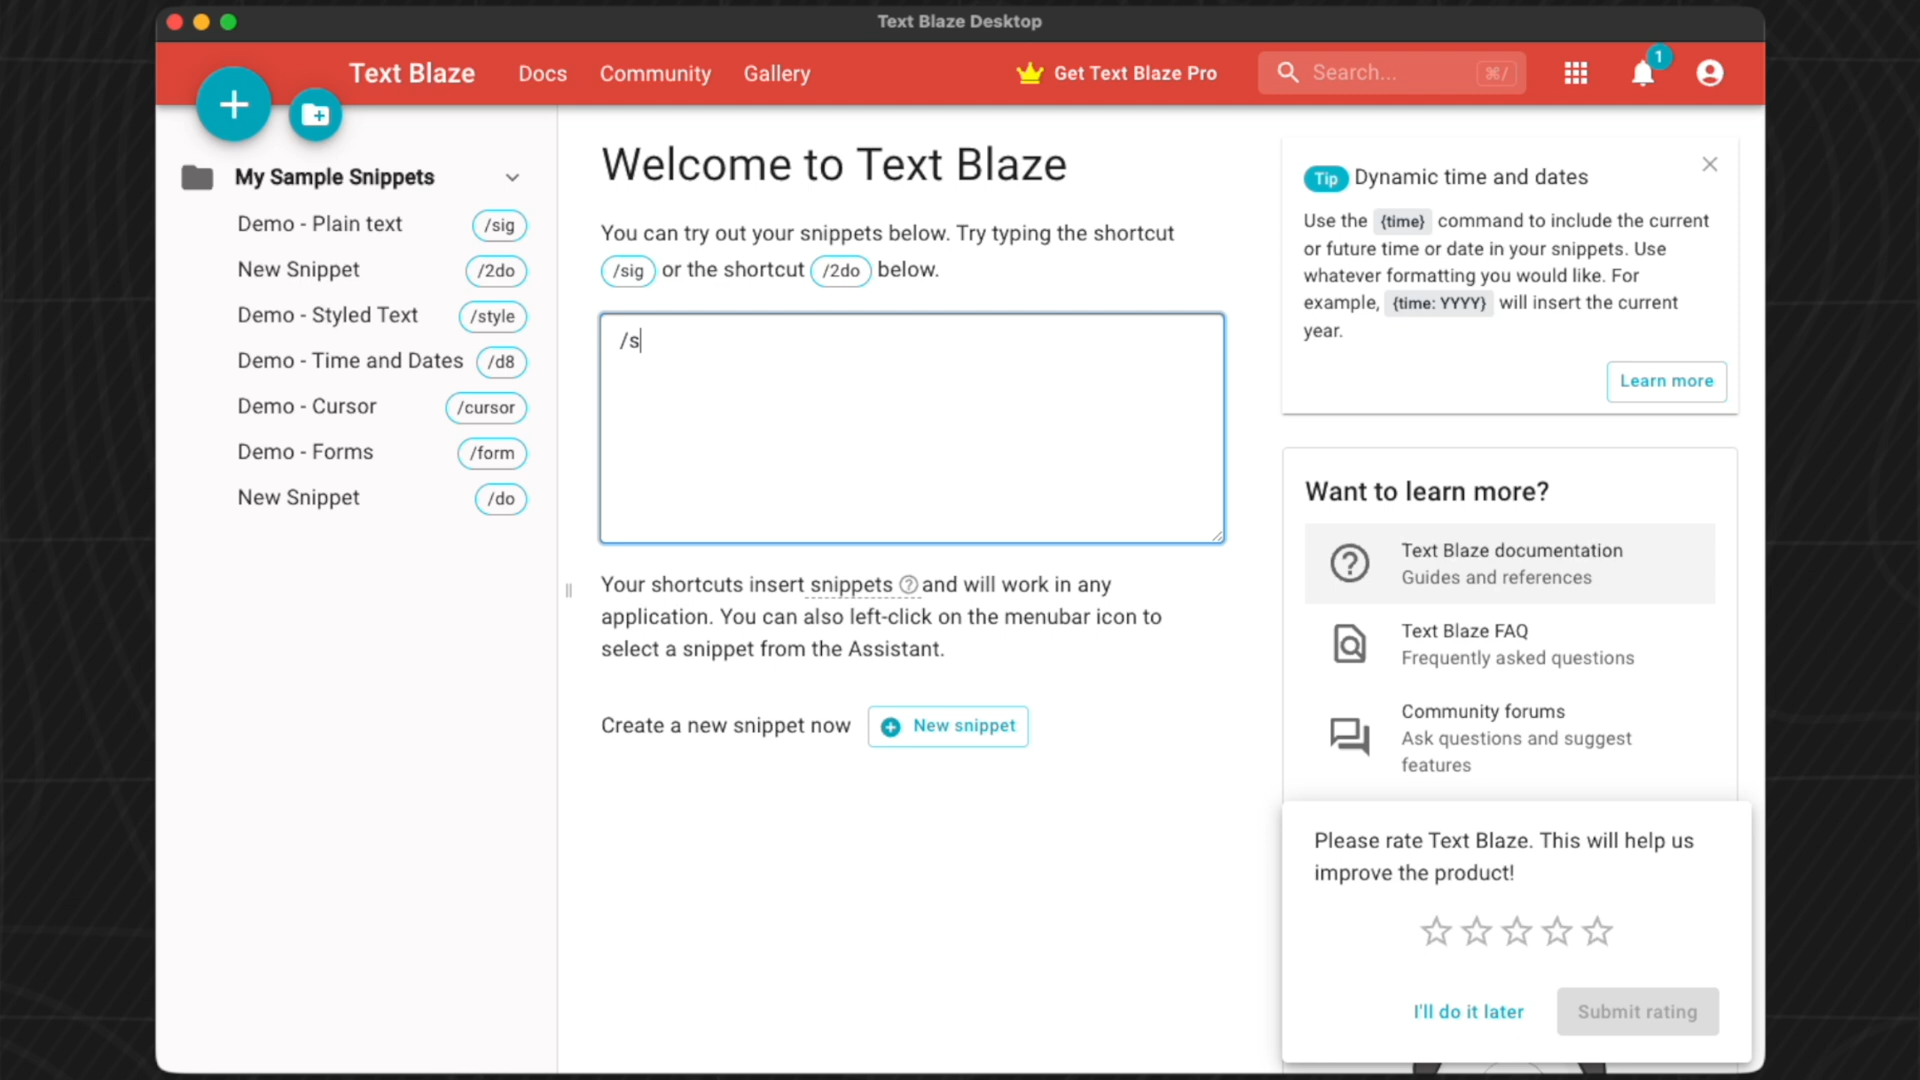 Text Blaze Desktop
Text Blaze
Docs
Community
Gallery
Get Text Blaze Pro
Search...
⌘/
1
My Sample Snippets
Demo - Plain text
/sig
New Snippet
/2do
Demo - Styled Text
/style
Demo - Time and Dates
/d8
Demo - Cursor
/cursor
Demo - Forms
/form
New Snippet
/do
Welcome to Text Blaze
You can try out your snippets below. Try typing the shortcut
/sig or the shortcut /2do below.
/s
Your shortcuts insert snippets ? and will work in any
application. You can also left-click on the menubar icon to
select a snippet from the Assistant.
Create a new snippet now
New snippet
Tip Dynamic time and dates
Use the {time} command to include the current
or future time or date in your snippets. Use
whatever formatting you would like. For
example, {time: YYYY} will insert the current
year.
Learn more
Want to learn more?
Text Blaze documentation
Guides and references
Text Blaze FAQ
Frequently asked questions
Community forums
Ask questions and suggest
features
Please rate Text Blaze. This will help us
improve the product!
I'll do it later
Submit rating